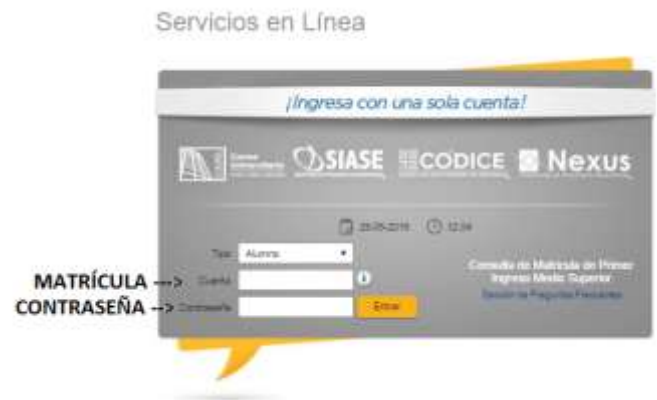 Servicios en Línea
¡Ingresa con una sola cuenta!
Correo
SIASE
CODICE
Nexus
Tipo: Alumno
MATRÍCULA ---> Cuenta:
Consulta de Matrícula de Primer
Ingreso Medio Superior
CONTRASEÑA --> Contraseña:
Entrar
Sección de Preguntas Frecuentes